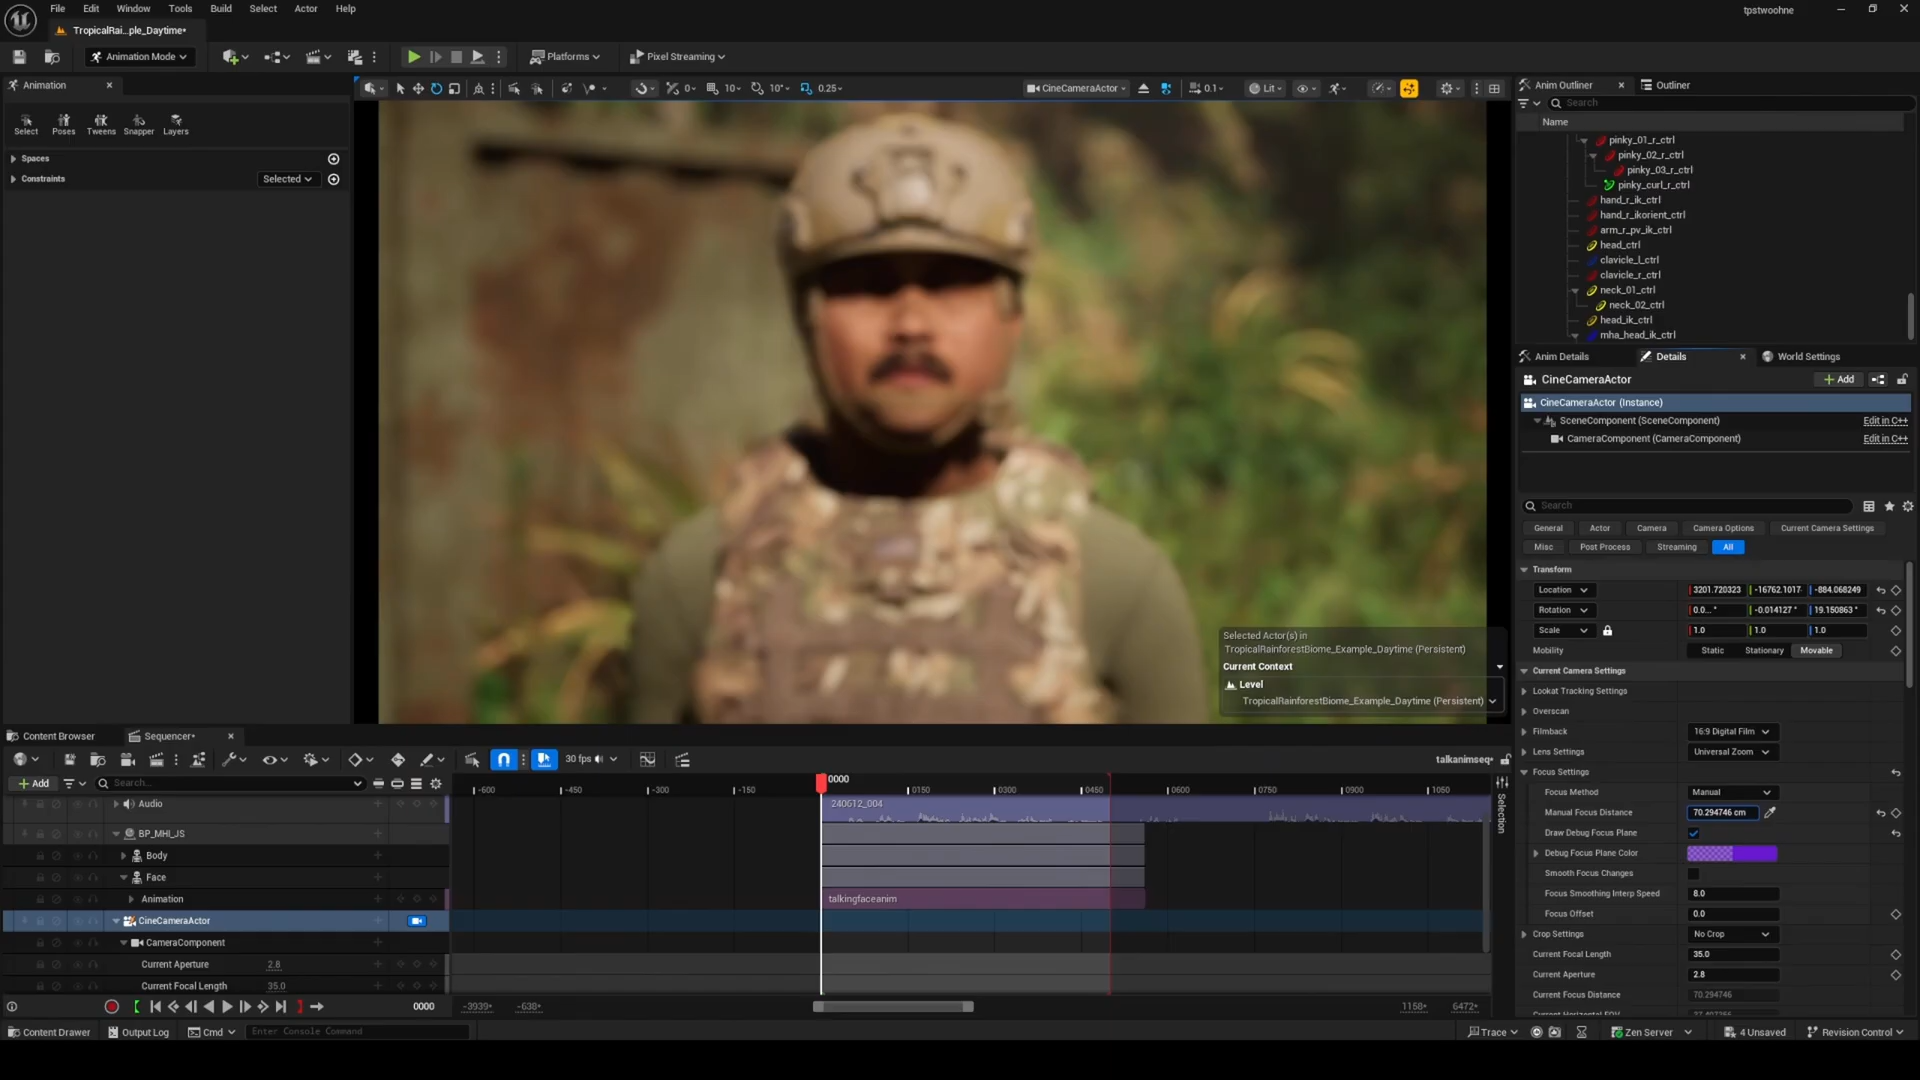 File Edit Window Tools Build Select Actor Help
tpstwoohne
TropicalRai...ple_Daytime*
Animation Mode
Platforms
Pixel Streaming
Animation
CineCameraActor
0
10
10°
0.25
0.1
Lit
Select Poses Tweens Snapper Layers
Spaces
Constraints
Selected
Anim Outliner
Outliner
Search
Name
pinky_01_r_ctrl
pinky_02_r_ctrl
pinky_03_r_ctrl
pinky_curl_r_ctrl
hand_r_ik_ctrl
hand_r_ikorient_ctrl
arm_r_pv_ik_ctrl
head_ctrl
clavicle_l_ctrl
clavicle_r_ctrl
neck_01_ctrl
neck_02_ctrl
head_ik_ctrl
mha_head_ik_ctrl
Anim Details
Details
World Settings
CineCameraActor
Add
CineCameraActor (Instance)
SceneComponent (SceneComponent)
Edit in C++
CameraComponent (CameraComponent)
Edit in C++
Search
General Actor Camera Camera Options Current Camera Settings
Misc Post Process Streaming All
Transform
Location 3201.720323 -16762.1017 -884.068249
Rotation 0.0... ° -0.014127 ° 19.150863 °
Scale 1.0 1.0 1.0
Mobility Static Stationary Movable
Current Camera Settings
Lookat Tracking Settings
Overscan
Filmback 16:9 Digital Film
Lens Settings Universal Zoom
Focus Settings
Focus Method Manual
Manual Focus Distance 70.294746 cm
Draw Debug Focus Plane
Debug Focus Plane Color
Smooth Focus Changes
Focus Smoothing Interp Speed 8.0
Focus Offset 0.0
Crop Settings No Crop
Current Focal Length 35.0
Current Aperture 2.8
Current Focus Distance 70.294746
Selected Actor(s) in
TropicalRainforestBiome_Example_Daytime (Persistent)
Current Context
Level
TropicalRainforestBiome_Example_Daytime (Persistent)
Content Browser
Sequencer*
30 fps
talkanimseq*
Add
Search...
0000
-600 -450 -300 -150 0150 0300 0450 0600 0750 0900 1050
Selection
Audio
240612_004
BP_MHI_JS
Body
Face
Animation
talkingfaceanim
CineCameraActor
CameraComponent
Current Aperture 2.8
Current Focal Length 35.0
0000
-3939+ -638+ 1158+ 6472+
Content Drawer
Output Log
Cmd
Enter Console Command
Trace
Zen Server
4 Unsaved
Revision Control